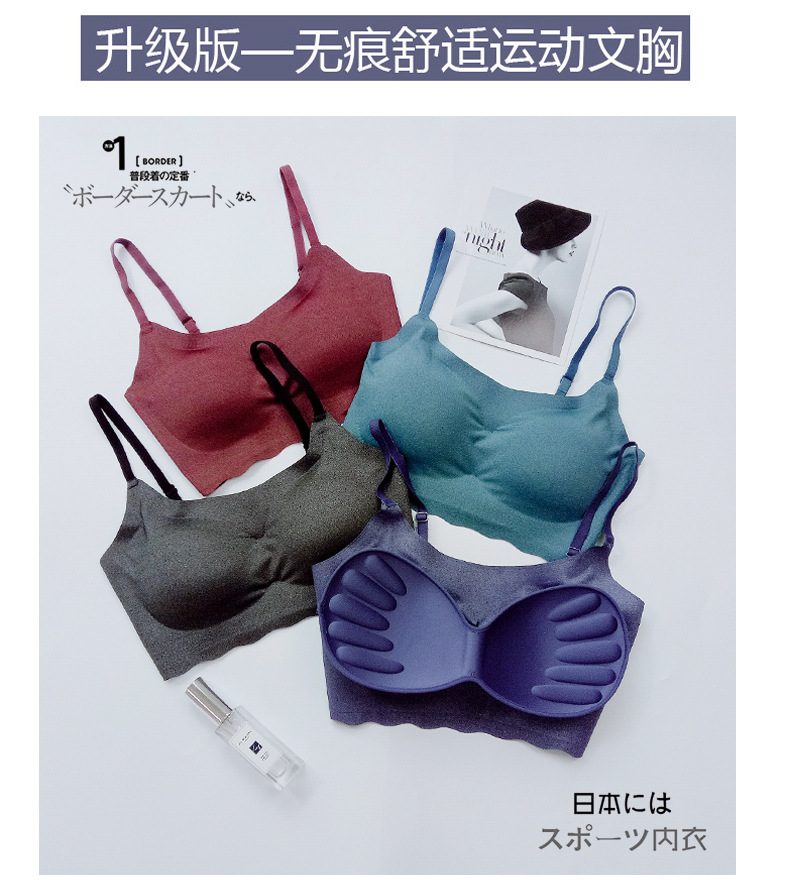 升级版—无痕舒适运动文胸
1 [ BORDER ]
普段着の定番
〝ボーダースカート〟なら、
night
日本には
スポーツ内衣